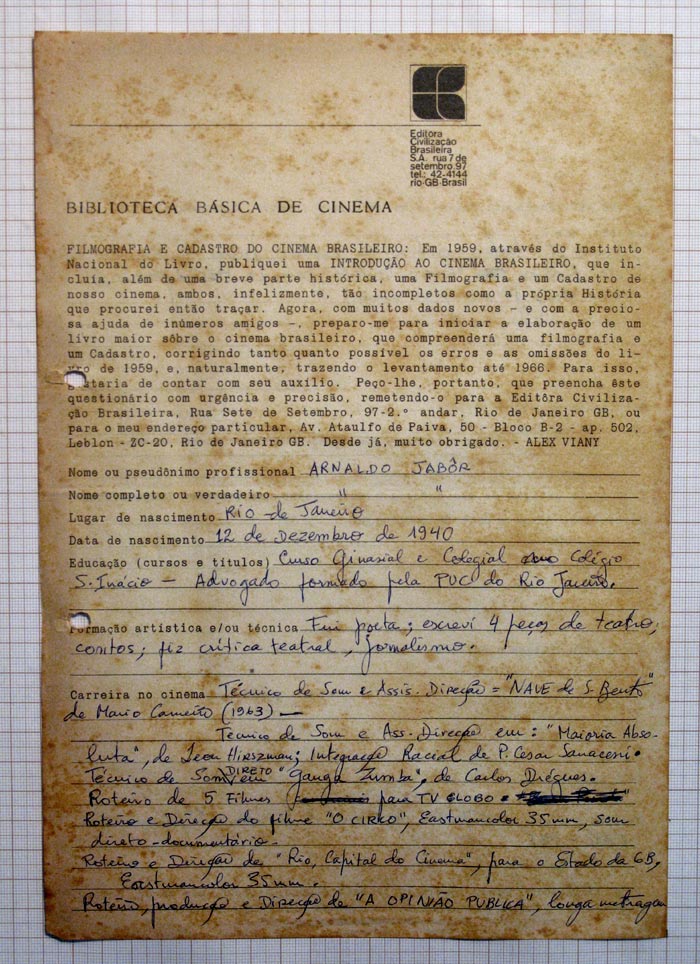 Editora
Civilização
Brasileira
S.A. rua 7 de
setembro.97
tel.: 42-4144
rio-GB-Brasil
BIBLIOTECA BÁSICA DE CINEMA
FILMOGRAFIA E CADASTRO DO CINEMA BRASILEIRO: Em 1959, através do Instituto
Nacional do Livro, publiquei uma INTRODUÇÃO AO CINEMA BRASILEIRO, que in-
cluía, além de uma breve parte histórica, uma Filmografia e um Cadastro de
nosso cinema, ambos, infelizmente, tão incompletos como a própria História
que procurei então traçar. Agora, com muitos dados novos - e com a precio-
sa ajuda de inúmeros amigos -, preparo-me para iniciar a elaboração de um
livro maior sôbre o cinema brasileiro, que compreenderá uma filmografia e
um Cadastro, corrigindo tanto quanto possível os erros e as omissões do li-
vro de 1959, e, naturalmente, trazendo o levantamento até 1966. Para isso,
taria de contar com seu auxílio. Peço-lhe, portanto, que preencha êste
questionário com urgência e precisão, remetendo-o para a Editôra Civiliza-
ção Brasileira, Rua Sete de Setembro, 97-2.º andar, Rio de Janeiro GB, ou
para o meu endereço particular, Av. Ataulfo de Paiva, 50 - Bloco B-2 - ap. 502,
Leblon - ZC-20, Rio de Janeiro GB. Desde já, muito obrigado. - ALEX VIANY
Nome ou pseudônimo profissional ARNALDO JABÔR
Nome completo ou verdadeiro " "
Lugar de nascimento Rio de Janeiro
Data de nascimento 12 de Dezembro de 1940
Educação (cursos e títulos) Curso Ginasial e Colegial Colégio
S. Inácio - Advogado formado pela PUC do Rio Janeiro.
Formação artística e/ou técnica Fui poeta; escrevi 4 peças de teatro,
contos; fiz crítica teatral, jornalismo.
Carreira no cinema Técnico de Som e Assis. Direcção = "NAVE de S. Bento"
de Mario Carneiro (1963) —
Técnico de Som e Ass. Direcção em: "Maioria Abso-
luta", de Leon Hirszman; Integração Racial de P. Cesar Saraceni.
Técnico de Som DIRETO em "Ganga Zumba", de Carlos Diégues.
Roteiro de 5 Filmes para TV GLOBO.
Roteiro e Direcção do filme "O CIRCO", Eastmancolor 35mm, som
direto-documentário.
Roteiro e Direcção de "Rio, Capital do Cinema", para o Estado da GB,
Eastmancolor 35mm.
Roteiro, producção e Direcção de "A OPINIÃO PUBLICA", longa metragem